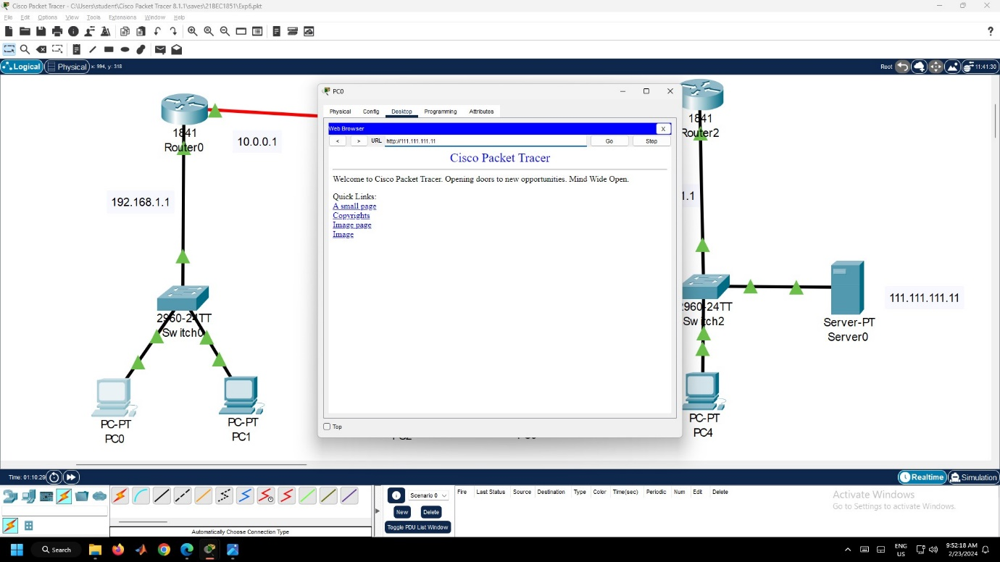 Cisco Packet Tracer - C:\Users\student\Cisco Packet Tracer 8.1.1\saves\21BEC1851\Exp6.pkt
File Edit Options View Tools Extensions Window Help
?
Logical Physical x: 994, y: 318
Root 11:41:30
PC0
Physical Config Desktop Programming Attributes
Web Browser X
< > URL http://111.111.111.11 Go Stop
Cisco Packet Tracer
Welcome to Cisco Packet Tracer. Opening doors to new opportunities. Mind Wide Open.
Quick Links:
A small page
Copyrights
Image page
Image
Top
1841
Router0
10.0.0.1
192.168.1.1
2960-24TT
Switch0
PC-PT
PC0
PC-PT
PC1
1841
Router2
.1.1
2960-24TT
Switch2
Server-PT
Server0
111.111.111.11
PC-PT
PC4
Time: 01:10:29
Realtime Simulation
Automatically Choose Connection Type
Scenario 0
New Delete
Toggle PDU List Window
Fire Last Status Source Destination Type Color Time(sec) Periodic Num Edit Delete
Activate Windows
Go to Settings to activate Windows.
Search
ENG
US
9:52:18 AM
2/23/2024